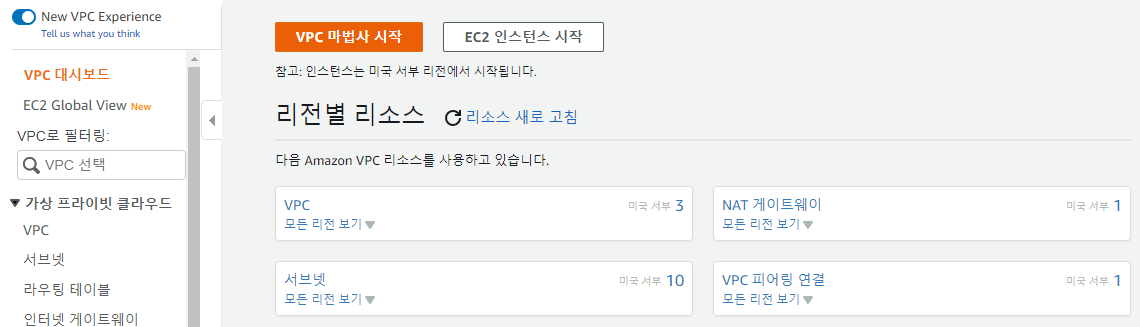 New VPC Experience
Tell us what you think
VPC 대시보드
EC2 Global View New
VPC로 필터링:
VPC 선택
가상 프라이빗 클라우드
VPC
서브넷
라우팅 테이블
인터넷 게이트웨이
VPC 마법사 시작
EC2 인스턴스 시작
참고: 인스턴스는 미국 서부 리전에서 시작됩니다.
리전별 리소스
리소스 새로 고침
다음 Amazon VPC 리소스를 사용하고 있습니다.
VPC 미국 서부 3
모든 리전 보기
NAT 게이트웨이 미국 서부 1
모든 리전 보기
서브넷 미국 서부 10
모든 리전 보기
VPC 피어링 연결 미국 서부 1
모든 리전 보기